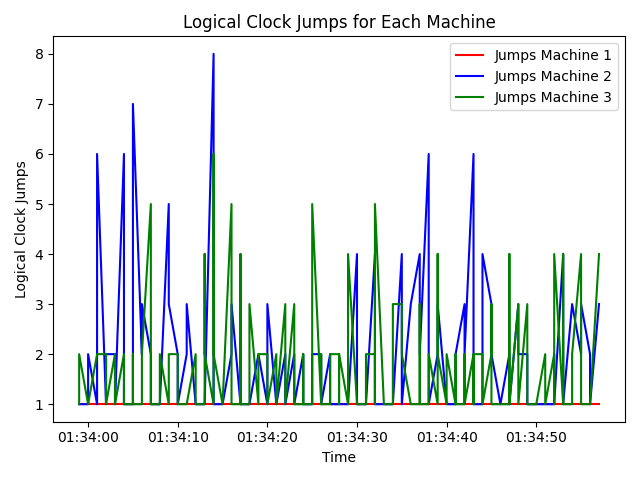 Logical Clock Jumps for Each Machine
Jumps Machine 1
Jumps Machine 2
Jumps Machine 3
Logical Clock Jumps
8
7
6
5
4
3
2
1
01:34:00 01:34:10 01:34:20 01:34:30 01:34:40 01:34:50
Time